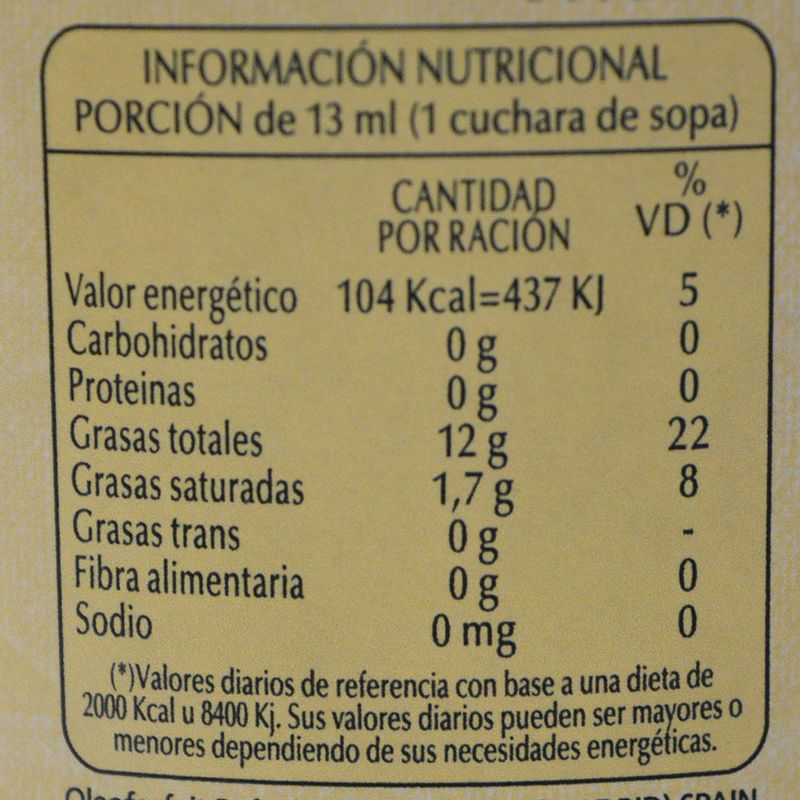 INFORMACIÓN NUTRICIONAL
PORCIÓN de 13 ml (1 cuchara de sopa)
CANTIDAD POR RACIÓN % VD (*)
Valor energético 104 Kcal=437 KJ 5
Carbohidratos 0 g 0
Proteinas 0 g 0
Grasas totales 12 g 22
Grasas saturadas 1,7 g 8
Grasas trans 0 g -
Fibra alimentaria 0 g 0
Sodio 0 mg 0
(*)Valores diarios de referencia con base a una dieta de
2000 Kcal u 8400 Kj. Sus valores diarios pueden ser mayores o
menores dependiendo de sus necesidades energéticas.
SPAIN